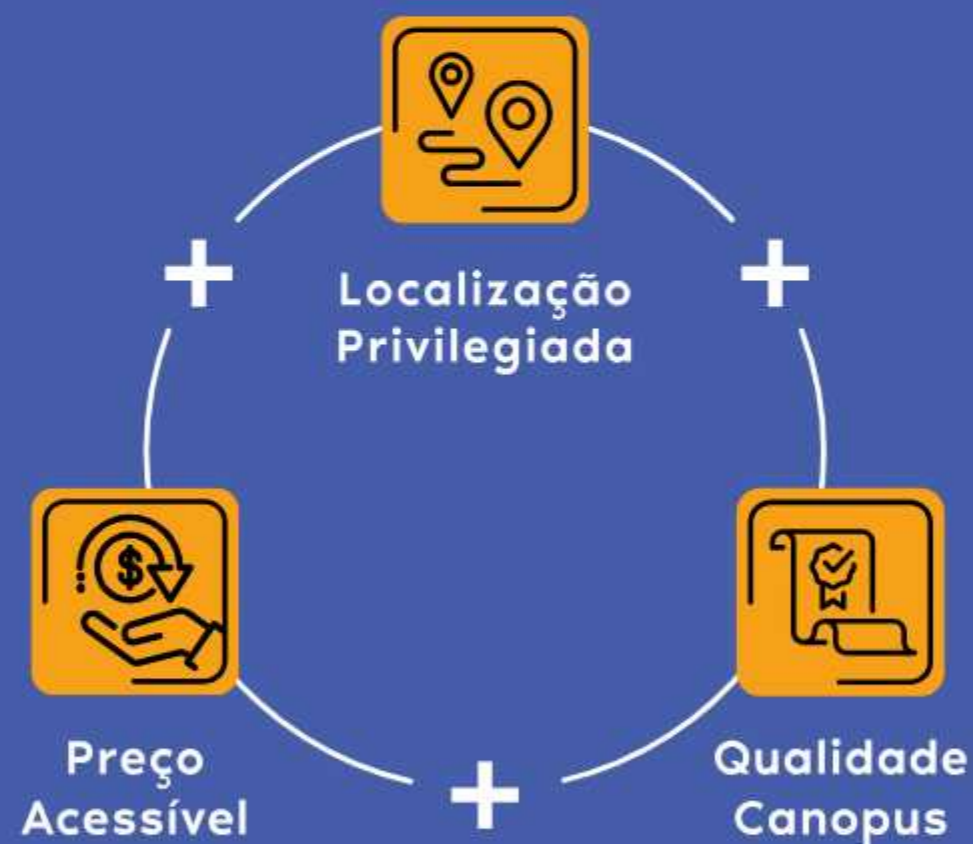 Localização
Privilegiada
Preço
Acessível
Qualidade
Canopus